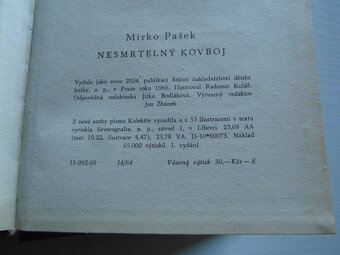 Mirko Pašek
NESMRTELNÝ KOVBOJ
Vydalo jako svou 2924. publikaci Státní nakladatelství dětské
knihy, n. p., v Praze roku 1966. Ilustroval Radomír Kolář.
Odpovědná redaktorka Jitka Bodláková. Výtvarný redaktor
Jan Žbánek
Z nové sazby písma Kolektiv vysadila a s 53 ilustracemi v textu
vytiskla Severografia, n. p., závod 1, v Liberci. 23,69 AA
(text 19,22, ilustrace 4,47), 23,78 VA. D-10*60073. Náklad
65 000 výtisků. 1. vydání.
13-092-66 14/64 Vázaný výtisk 30,— Kčs — E